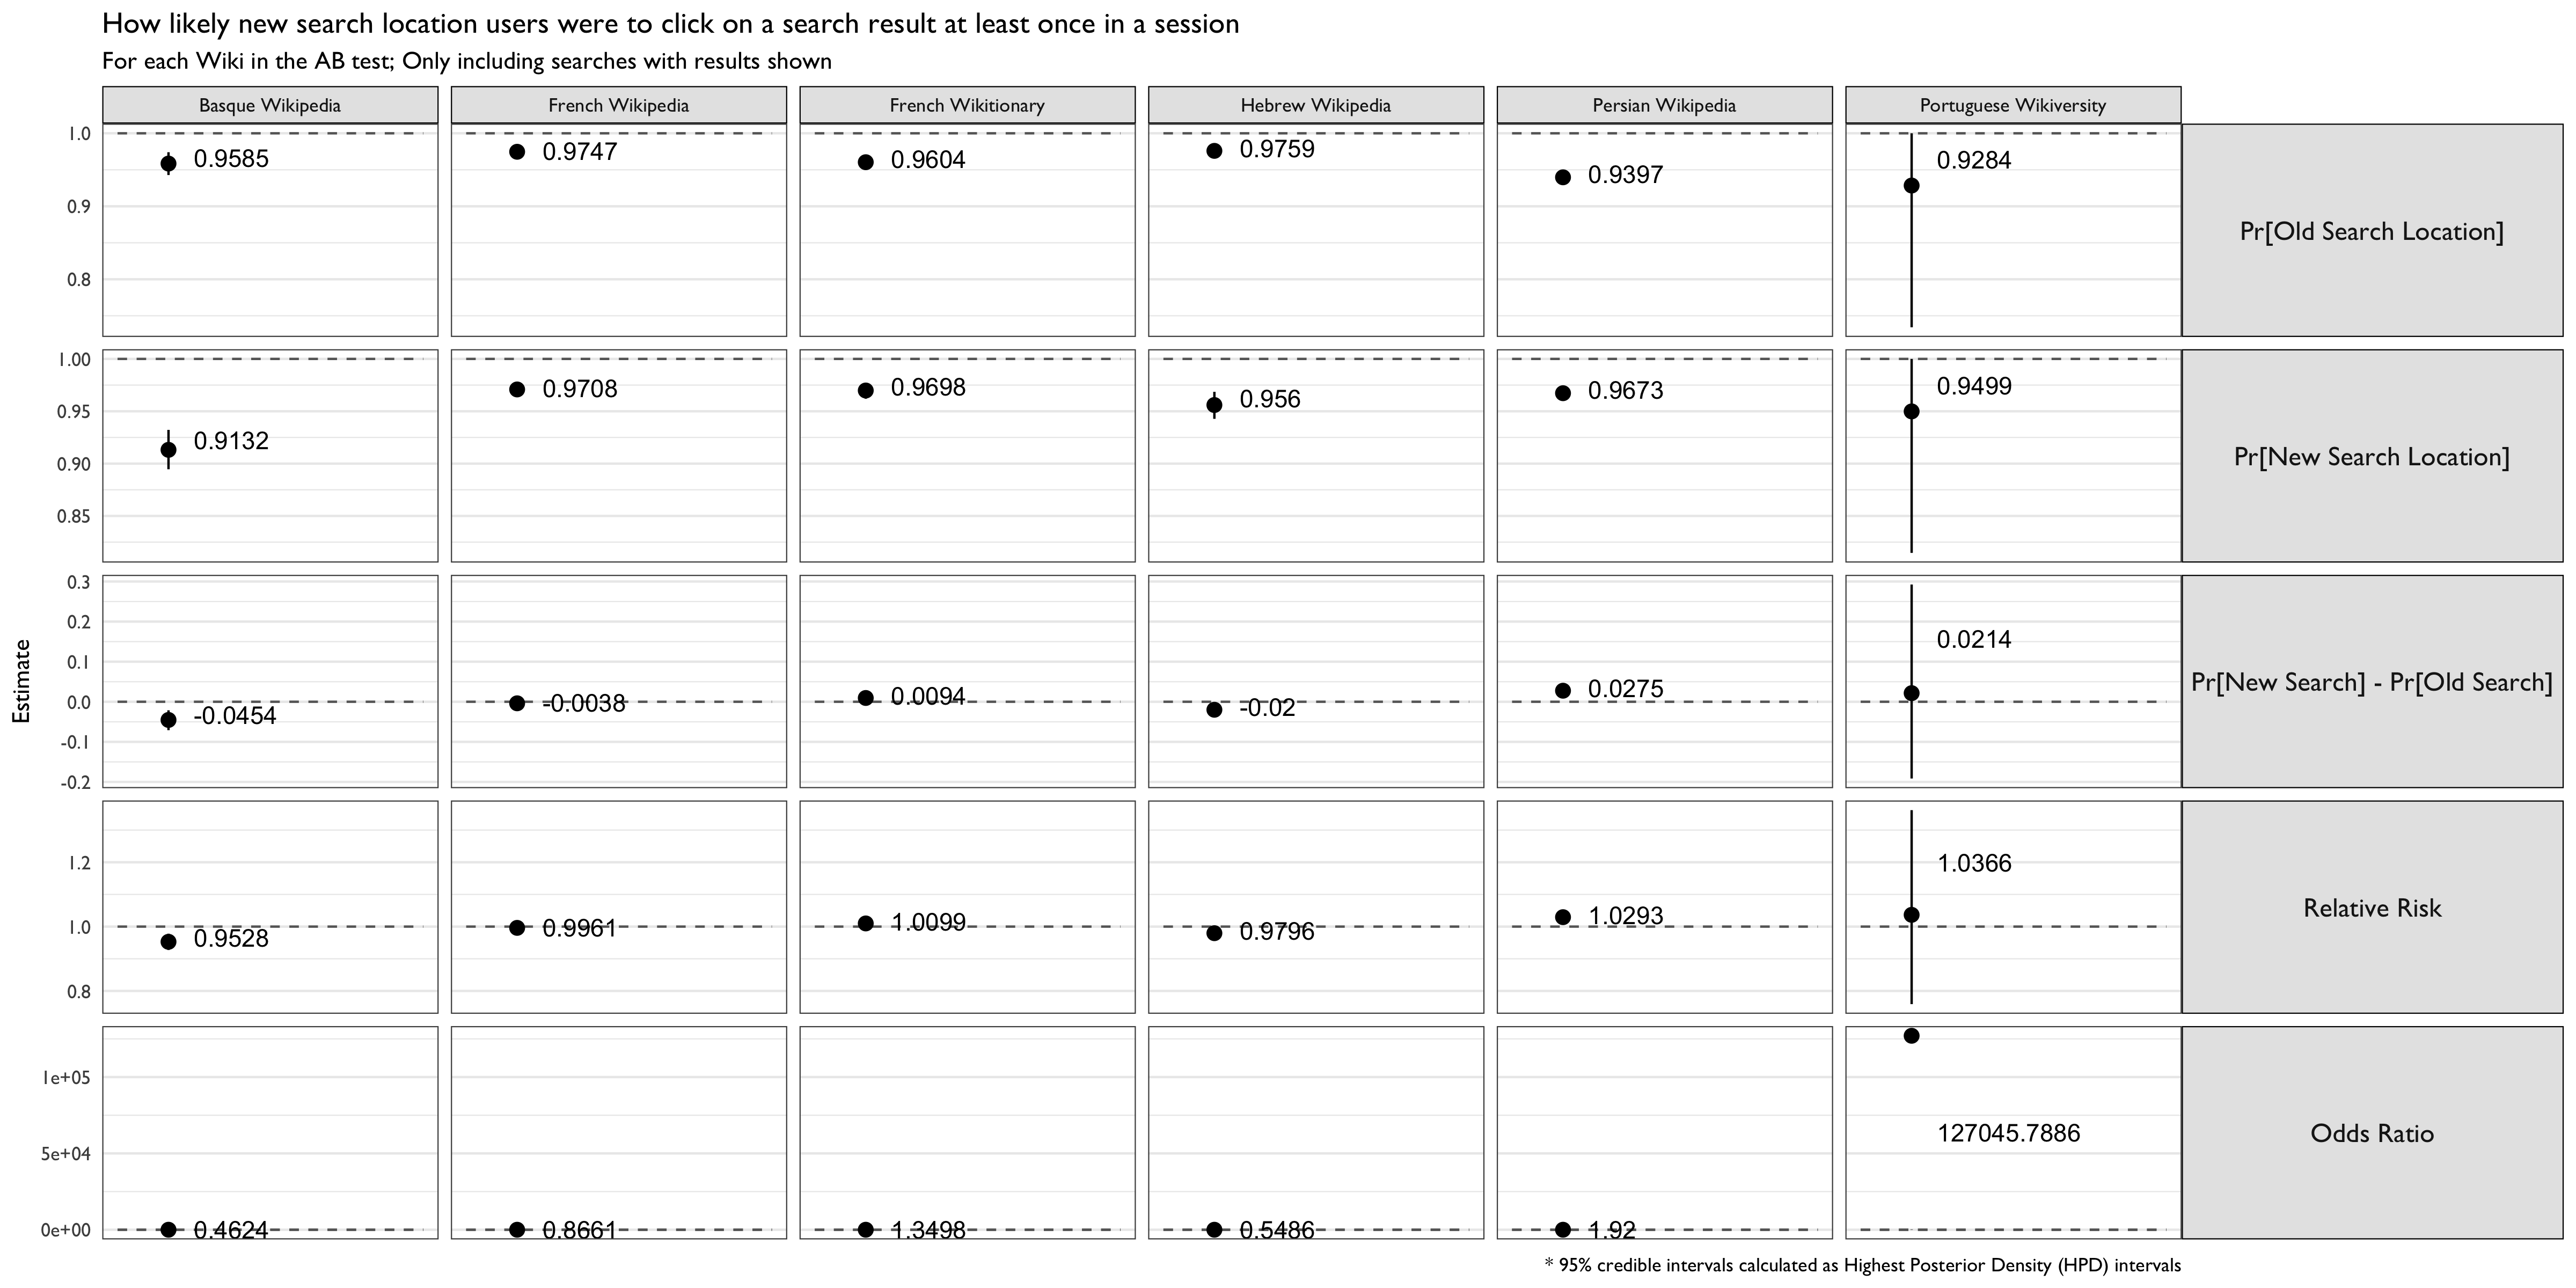 How likely new search location users were to click on a search result at least once in a session
For each Wiki in the AB test; Only including searches with results shown
Basque Wikipedia
French Wikipedia
French Wikitionary
Hebrew Wikipedia
Persian Wikipedia
Portuguese Wikiversity
1.0
0.9
0.8
0.9585
0.9747
0.9604
0.9759
0.9397
0.9284
Pr[Old Search Location]
1.00
0.95
0.90
0.85
0.9132
0.9708
0.9698
0.956
0.9673
0.9499
Pr[New Search Location]
Estimate
0.3
0.2
0.1
0.0
-0.1
-0.2
-0.0454
-0.0038
0.0094
-0.02
0.0275
0.0214
Pr[New Search] - Pr[Old Search]
1.2
1.0
0.8
0.9528
0.9961
1.0099
0.9796
1.0293
1.0366
Relative Risk
1e+05
5e+04
0e+00
0.4624
0.8661
1.3498
0.5486
1.92
127045.7886
Odds Ratio
* 95% credible intervals calculated as Highest Posterior Density (HPD) intervals